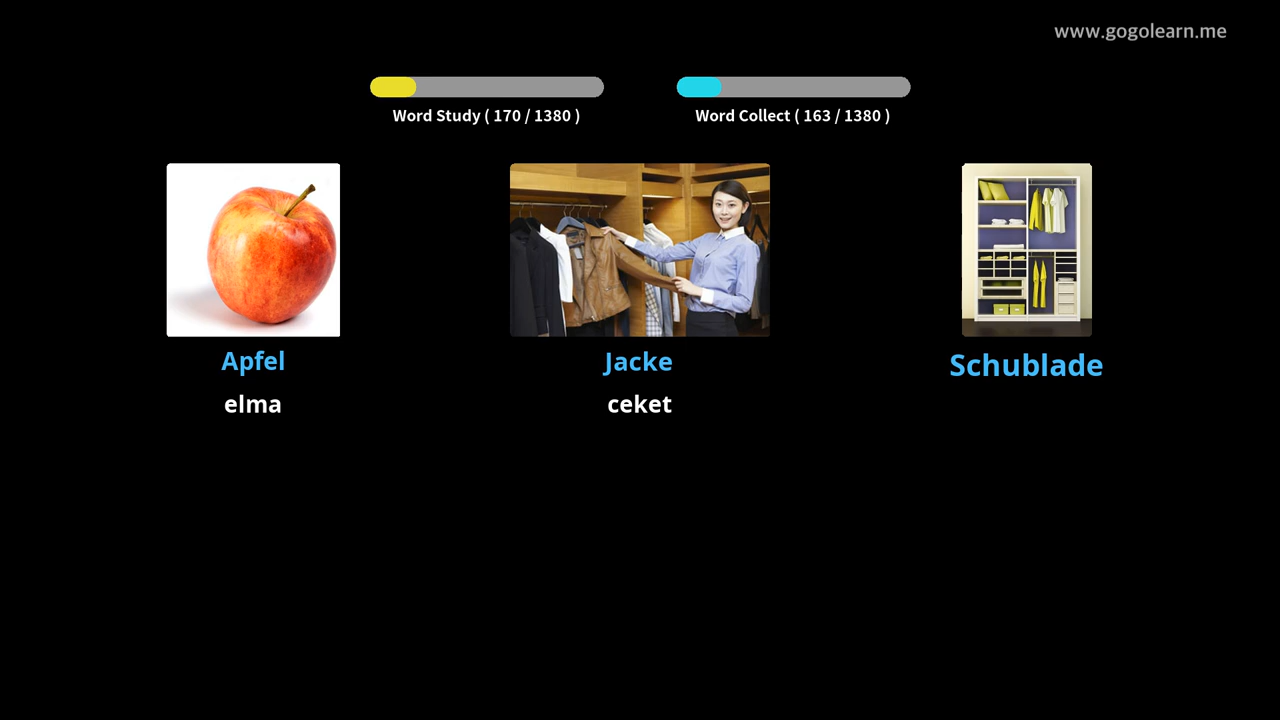 www.gogolearn.me
Word Study ( 170 / 1380 )
Word Collect ( 163 / 1380 )
Apfel
Jacke
Schublade
elma
ceket